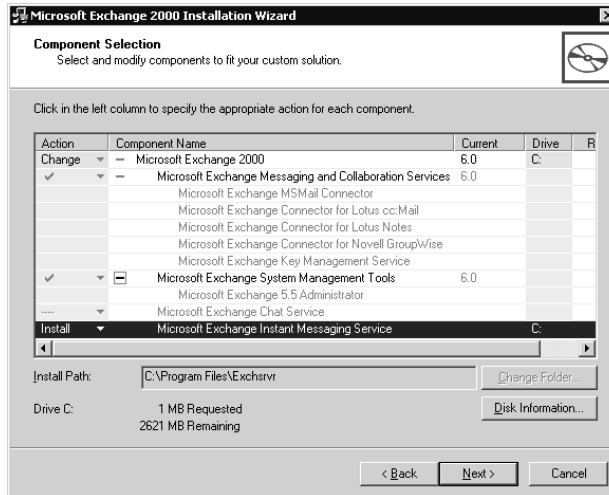 Microsoft Exchange 2000 Installation Wizard
Component Selection
Select and modify components to fit your custom solution.
Click in the left column to specify the appropriate action for each component.
Action Component Name Current Drive R
Change Microsoft Exchange 2000 6.0 C:
Microsoft Exchange Messaging and Collaboration Services 6.0
Microsoft Exchange MSMail Connector
Microsoft Exchange Connector for Lotus cc:Mail
Microsoft Exchange Connector for Lotus Notes
Microsoft Exchange Connector for Novell GroupWise
Microsoft Exchange Key Management Service
Microsoft Exchange System Management Tools 6.0
Microsoft Exchange 5.5 Administrator
---- Microsoft Exchange Chat Service
Install Microsoft Exchange Instant Messaging Service C:
Install Path: C:\Program Files\Exchsrvr Change Folder...
Drive C: 1 MB Requested Disk Information...
2621 MB Remaining
< Back Next > Cancel